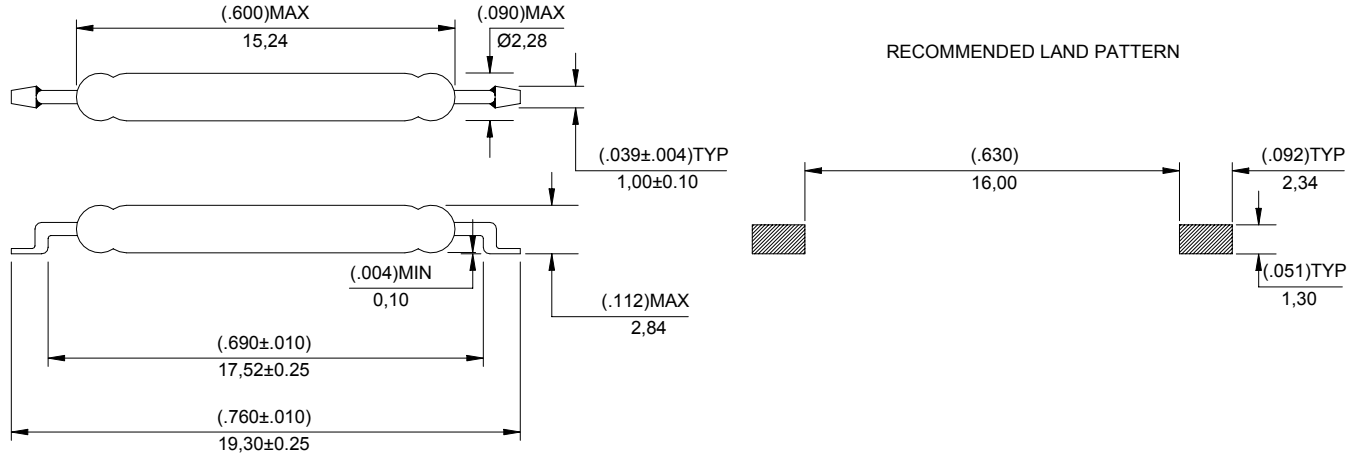 (.600)MAX
15,24
(.090)MAX
Ø2,28
RECOMMENDED LAND PATTERN
(.039±.004)TYP
1,00±0.10
(.630)
16,00
(.092)TYP
2,34
(.004)MIN
0,10
(.112)MAX
2,84
(.051)TYP
1,30
(.690±.010)
17,52±0.25
(.760±.010)
19,30±0.25